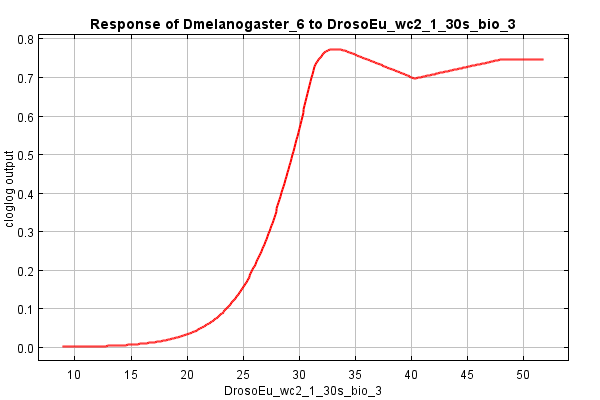 Response of Dmelanogaster_6 to DrosoEu_wc2_1_30s_bio_3
0.8
0.7
0.6
0.5
0.4
0.3
0.2
0.1
0.0
cloglog output
10 15 20 25 30 35 40 45 50
DrosoEu_wc2_1_30s_bio_3